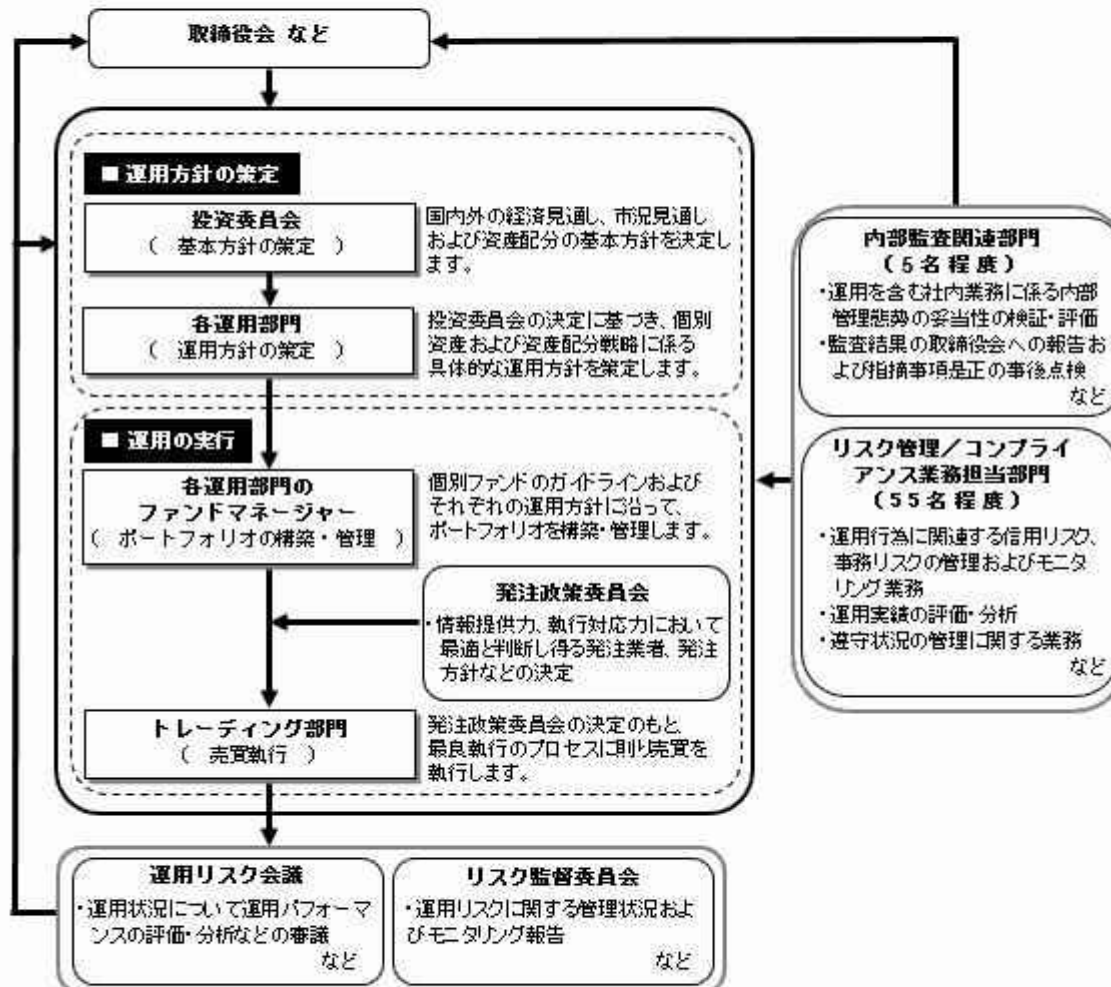 取締役会 など
■ 運用方針の策定
投資委員会
（ 基本方針の策定 ）
国内外の経済見通し、市況見通し
および資産配分の基本方針を決定し
ます。
各運用部門
（ 運用方針の策定 ）
投資委員会の決定に基づき、個別
資産および資産配分戦略に係る
具体的な運用方針を策定します。
■ 運用の実行
各運用部門の
ファンドマネージャー
（ ポートフォリオの構築・管理 ）
個別ファンドのガイドラインおよび
それぞれの運用方針に沿って、
ポートフォリオを構築・管理します。
発注政策委員会
・情報提供力、執行対応力において
最適と判断し得る発注業者、発注
方針などの決定
トレーディング部門
（ 売買執行 ）
発注政策委員会の決定のもと、
最良執行のプロセスに則り売買を
執行します。
内部監査関連部門
（５名程度）
・運用を含む社内業務に係る内部
管理態勢の妥当性の検証・評価
・監査結果の取締役会への報告お
よび指摘事項是正の事後点検
など
リスク管理／コンプライ
アンス業務担当部門
（５５名程度）
・運用行為に関連する信用リスク、
事務リスクの管理およびモニタ
リング業務
・運用実績の評価・分析
・遵守状況の管理に関する業務
など
運用リスク会議
・運用状況について運用パフォーマ
ンスの評価・分析などの審議
など
リスク監督委員会
・運用リスクに関する管理状況およ
びモニタリング報告
など